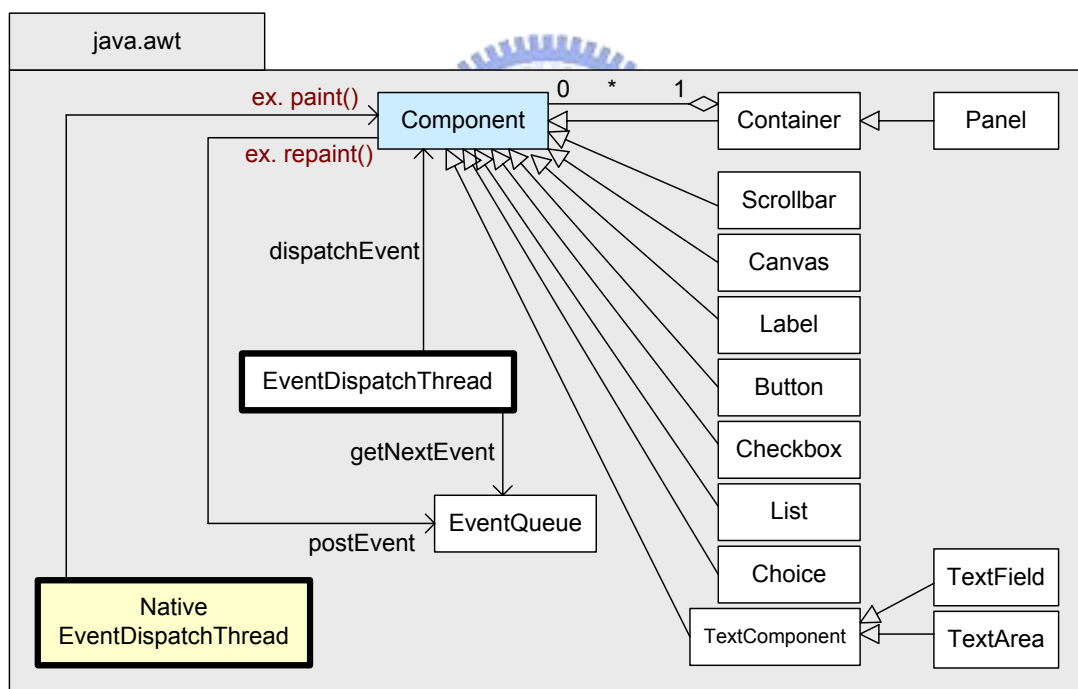 java.awt
ex. paint()
Component
0 * 1
Container
Panel
ex. repaint()
Scrollbar
dispatchEvent
Canvas
Label
EventDispatchThread
Button
getNextEvent
Checkbox
EventQueue
List
postEvent
Choice
TextField
Native
EventDispatchThread
TextComponent
TextArea